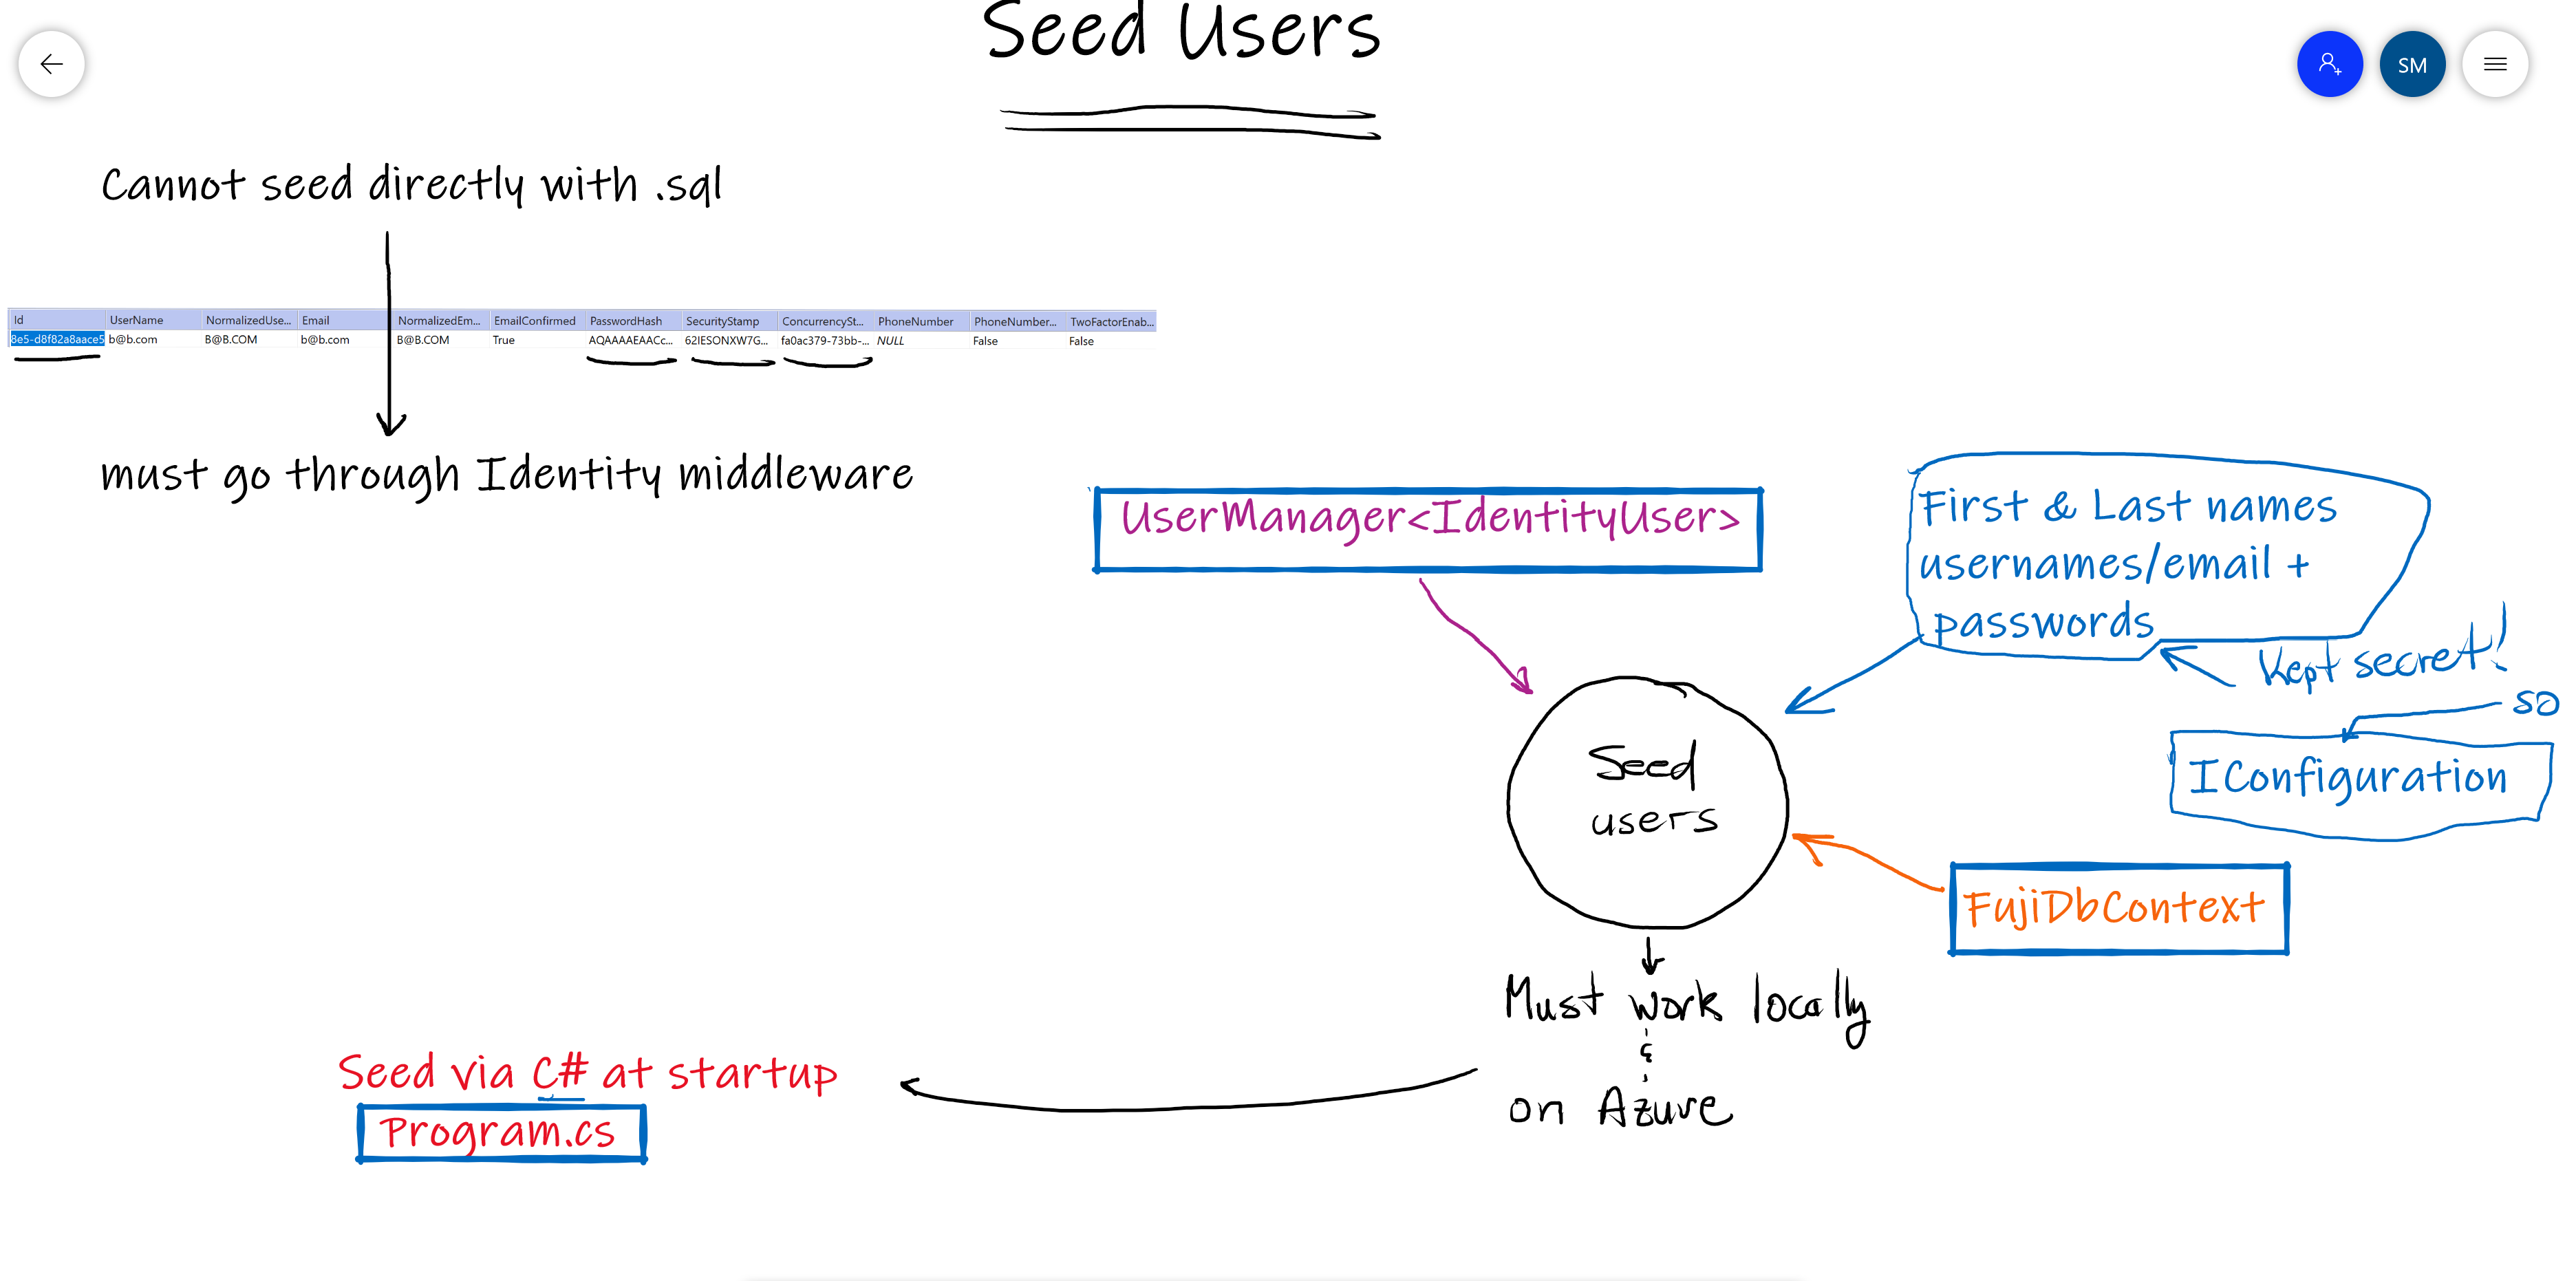 Seed Users
SM
Cannot seed directly with .sql
Id UserName NormalizedUse... Email NormalizedEm... EmailConfirmed PasswordHash SecurityStamp ConcurrencySt... PhoneNumber PhoneNumber... TwoFactorEnab...
8e5-d8f82a8aace5 b@b.com B@B.COM b@b.com B@B.COM True AQAAAAEAACc... 62IESONXW7G... fa0ac379-73bb-... NULL False False
must go through Identity middleware
UserManager<IdentityUser>
First & Last names
usernames/email +
passwords
Kept secret!
so
IConfiguration
Seed
users
FujiDbContext
Must work locally
&
on Azure
Seed via C# at startup
Program.cs